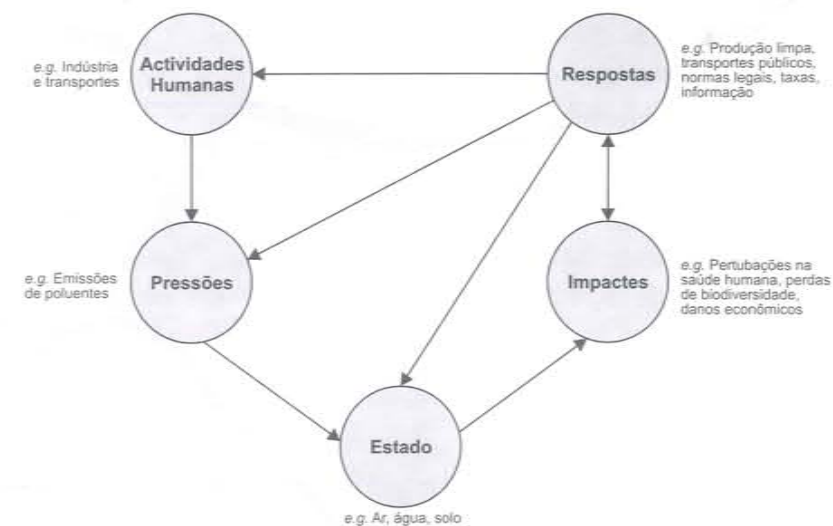 e.g. Indústria
e transportes
Actividades
Humanas
Respostas
e.g. Produção limpa,
transportes públicos,
normas legais, taxas,
informação
e.g. Emissões
de poluentes
Pressões
Impactes
e.g. Pertubações na
saúde humana, perdas
de biodiversidade,
danos econômicos
Estado
e.g. Ar, água, solo